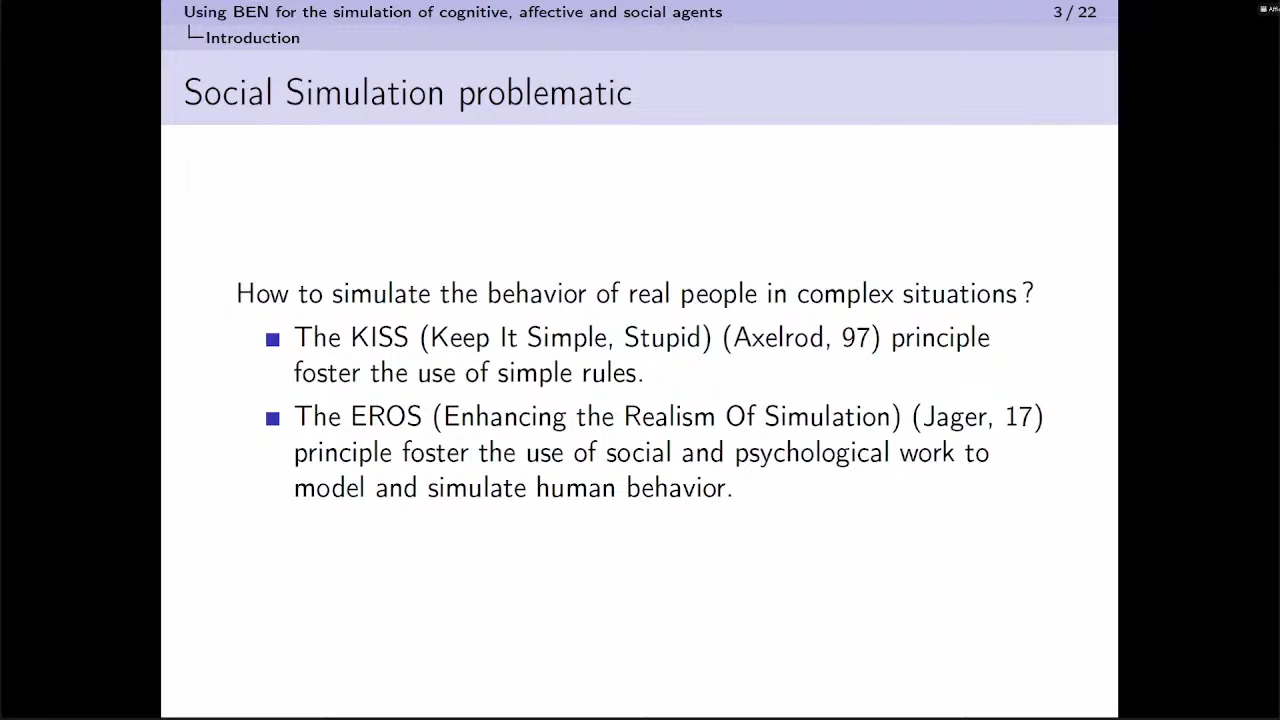 Using BEN for the simulation of cognitive, affective and social agents 3 / 22
Introduction
Social Simulation problematic
How to simulate the behavior of real people in complex situations ?
The KISS (Keep It Simple, Stupid) (Axelrod, 97) principle
foster the use of simple rules.
The EROS (Enhancing the Realism Of Simulation) (Jager, 17)
principle foster the use of social and psychological work to
model and simulate human behavior.